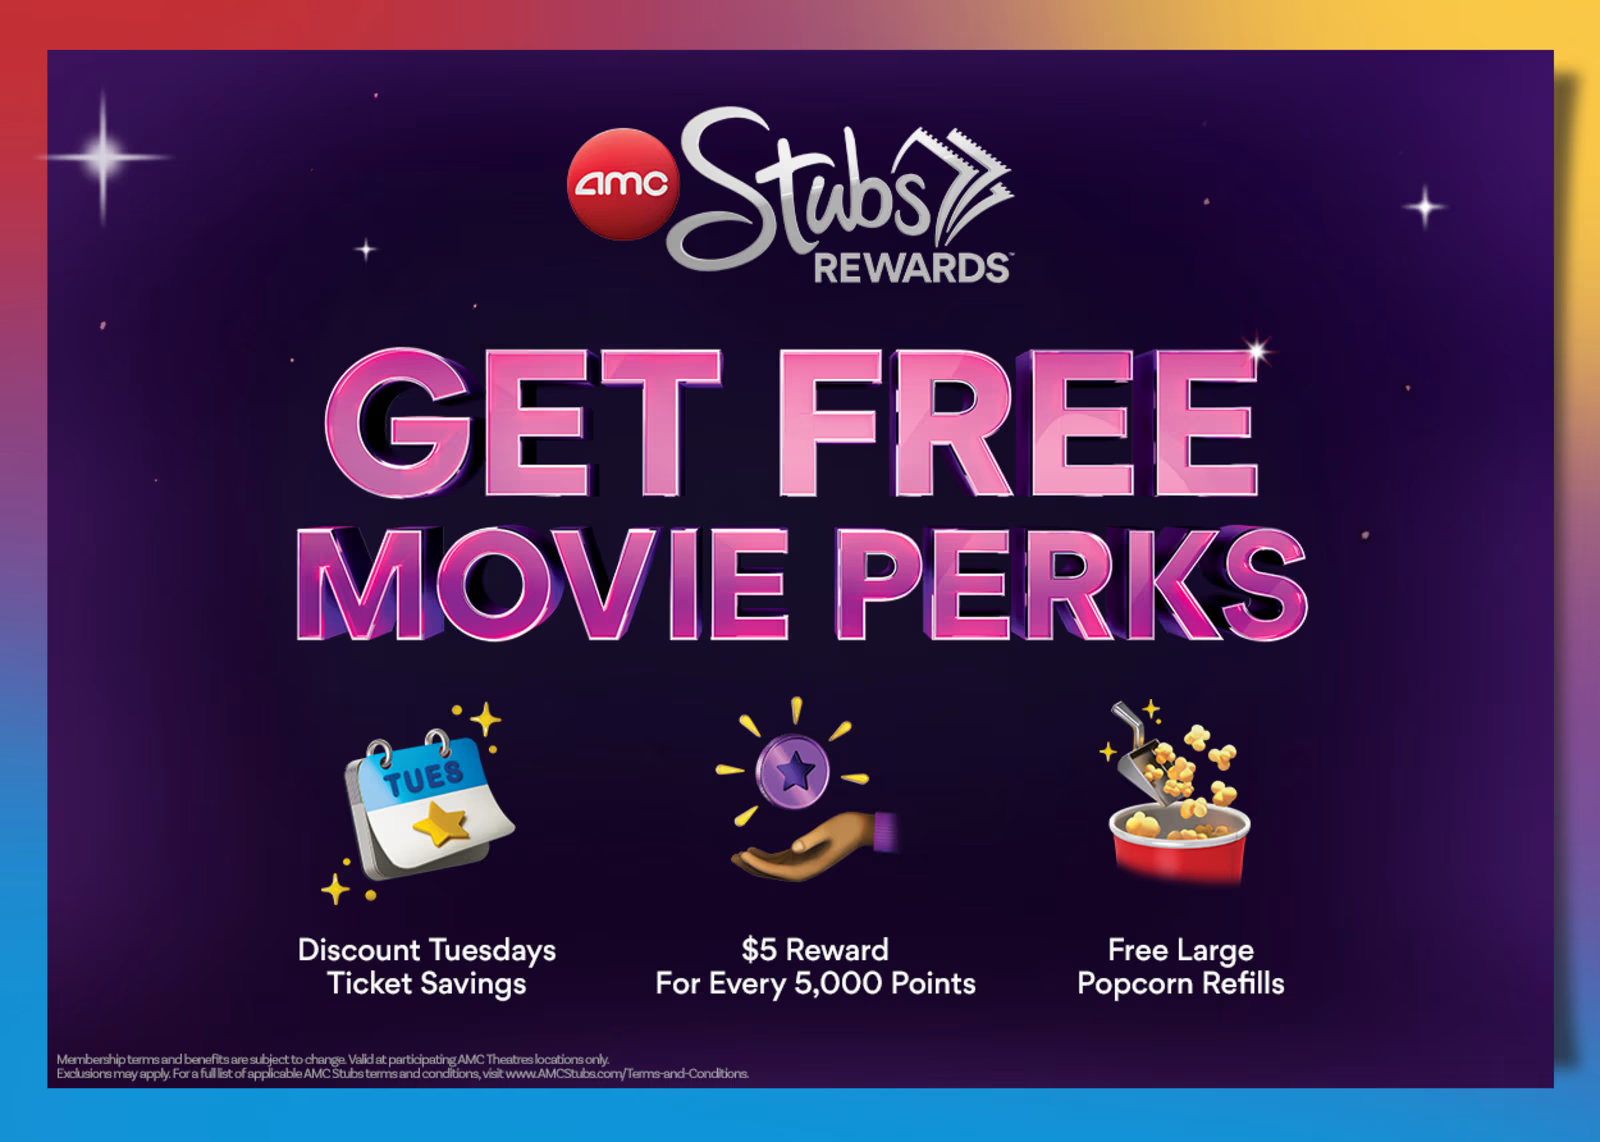 amc Stubs
REWARDS™
GET FREE
MOVIE PERKS
TUES
Discount Tuesdays
Ticket Savings
$5 Reward
For Every 5,000 Points
Free Large
Popcorn Refills
Membership terms and benefits are subject to change. Valid at participating AMC Theatres locations only.
Exclusions may apply. For a full list of applicable AMC Stubs terms and conditions, visit www.AMCStubs.com/Terms-and-Conditions.